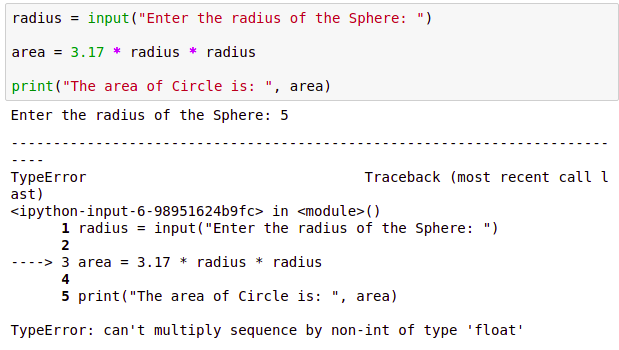 radius = input("Enter the radius of the Sphere: ")
area = 3.17 * radius * radius
print("The area of Circle is: ", area)
Enter the radius of the Sphere: 5
-----------------------------------------------------------------------
----
TypeError                                 Traceback (most recent call l
ast)
<ipython-input-6-98951624b9fc> in <module>()
      1 radius = input("Enter the radius of the Sphere: ")
      2
----> 3 area = 3.17 * radius * radius
      4
      5 print("The area of Circle is: ", area)
TypeError: can't multiply sequence by non-int of type 'float'